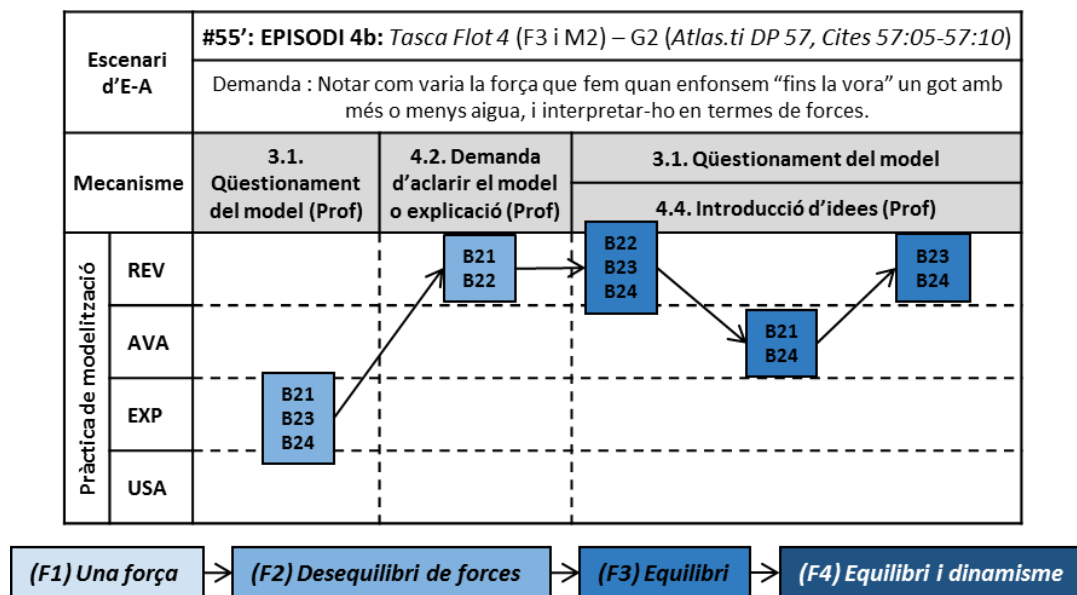 Escenari
d’E-A
#55’: EPISODI 4b: Tasca Flot 4 (F3 i M2) – G2 (Atlas.ti DP 57, Cites 57:05-57:10)
Demanda : Notar com varia la força que fem quan enfonsem “fins la vora” un got amb
més o menys aigua, i interpretar-ho en termes de forces.
Mecanisme
3.1.
Qüestionament
del model (Prof)
4.2. Demanda
d’aclarir el model
o explicació (Prof)
3.1. Qüestionament del model
4.4. Introducció d’idees (Prof)
Pràctica de modelització
REV
B21
B22
B22
B23
B24
B23
B24
AVA
B21
B24
EXP
B21
B23
B24
USA
(F1) Una força
(F2) Desequilibri de forces
(F3) Equilibri
(F4) Equilibri i dinamisme